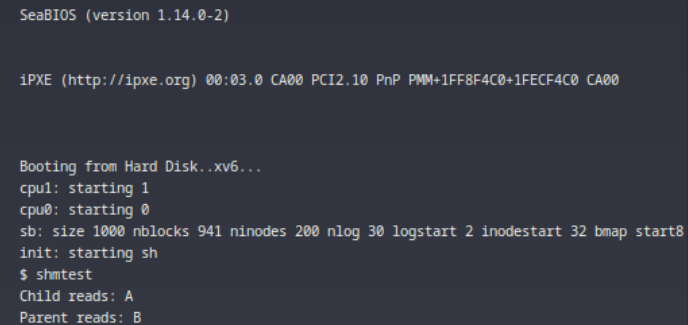 SeaBIOS (version 1.14.0-2)
iPXE (http://ipxe.org) 00:03.0 CA00 PCI2.10 PnP PMM+1FF8F4C0+1FECF4C0 CA00
Booting from Hard Disk..xv6...
cpu1: starting 1
cpu0: starting 0
sb: size 1000 nblocks 941 ninodes 200 nlog 30 logstart 2 inodestart 32 bmap start8
init: starting sh
$ shmtest
Child reads: A
Parent reads: B